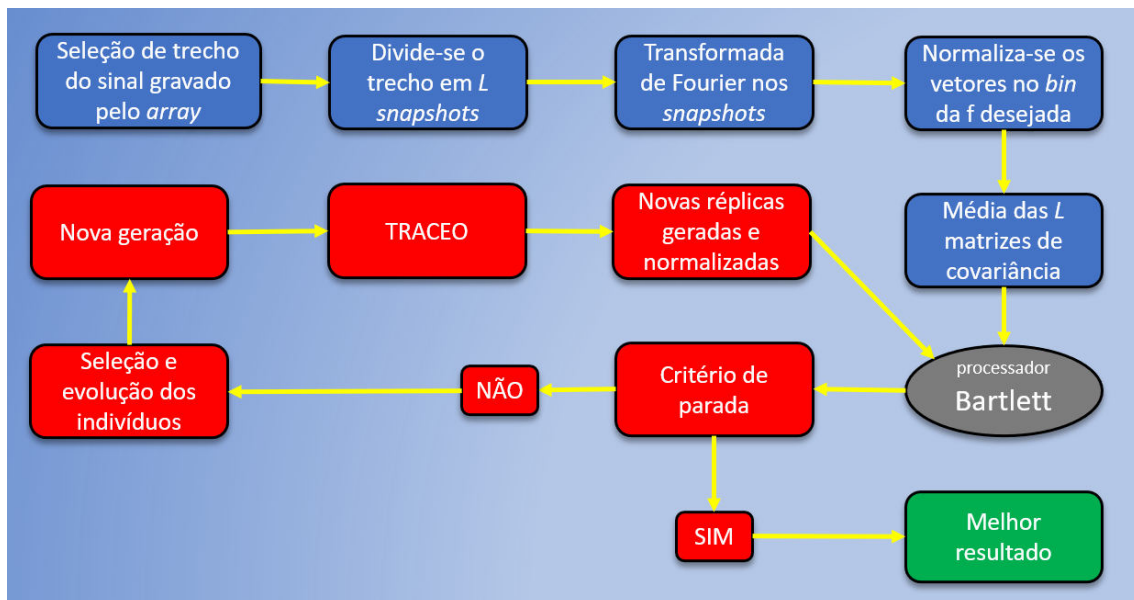 Seleção de trecho
do sinal gravado
pelo array
Divide-se o
trecho em L
snapshots
Transformada
de Fourier nos
snapshots
Normaliza-se os
vetores no bin
da f desejada
Nova geração
TRACEO
Novas réplicas
geradas e
normalizadas
Média das L
matrizes de
covariância
Seleção e
evolução dos
indivíduos
NÃO
Critério de
parada
processador
Bartlett
SIM
Melhor
resultado